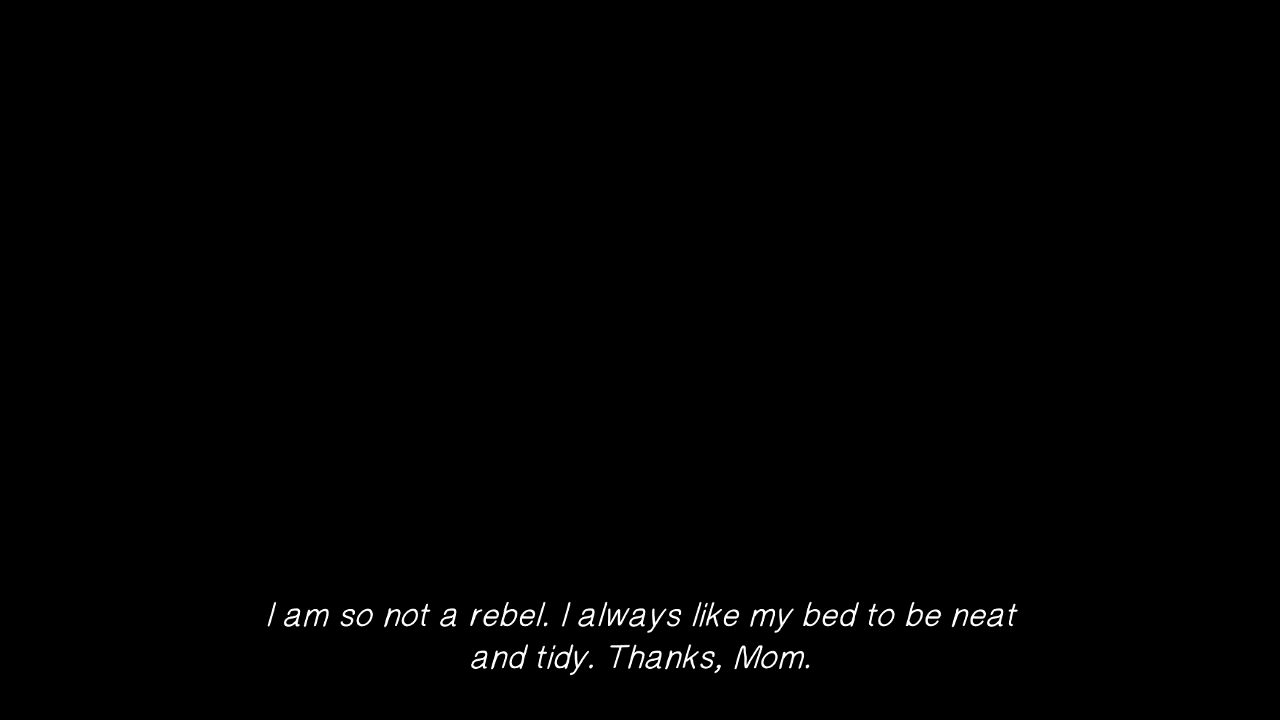 I am so not a rebel. I always like my bed to be neat
and tidy. Thanks, Mom.